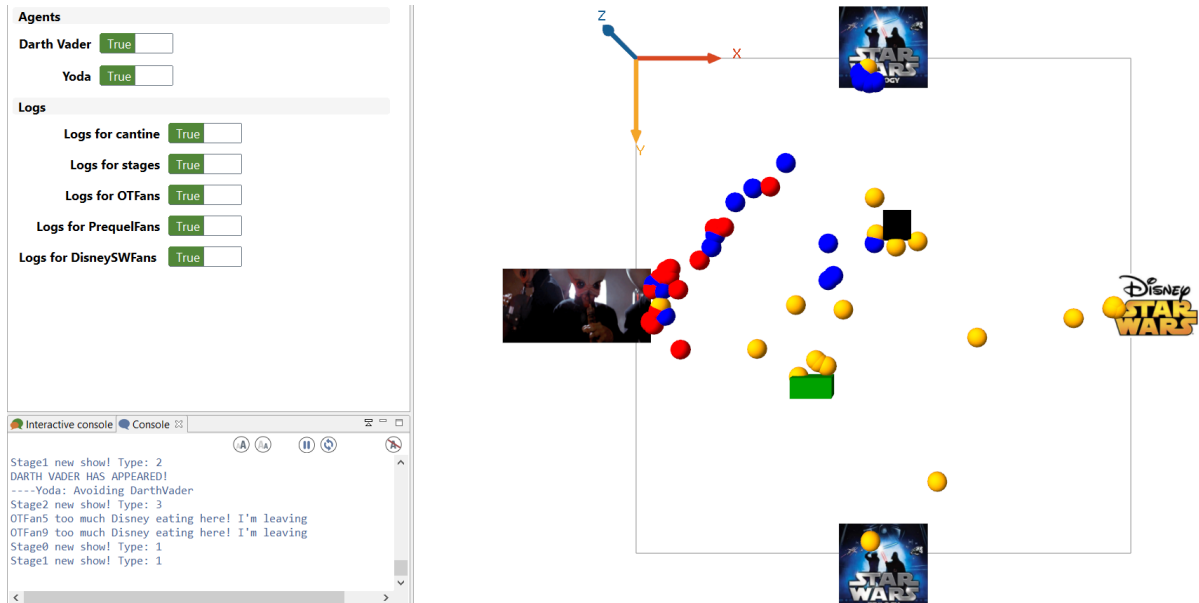 Agents
Darth Vader True
Yoda True
Logs
Logs for cantine True
Logs for stages True
Logs for OTFans True
Logs for PrequelFans True
Logs for DisneySWFans True
Interactive console Console
Stage1 new show! Type: 2
DARTH VADER HAS APPEARED!
----Yoda: Avoiding DarthVader
Stage2 new show! Type: 3
OTFan5 too much Disney eating here! I'm leaving
OTFan9 too much Disney eating here! I'm leaving
Stage0 new show! Type: 1
Stage1 new show! Type: 1
Z
X
Y
STAR
WARS
OGY
Disney
STAR
WARS
STAR
WARS